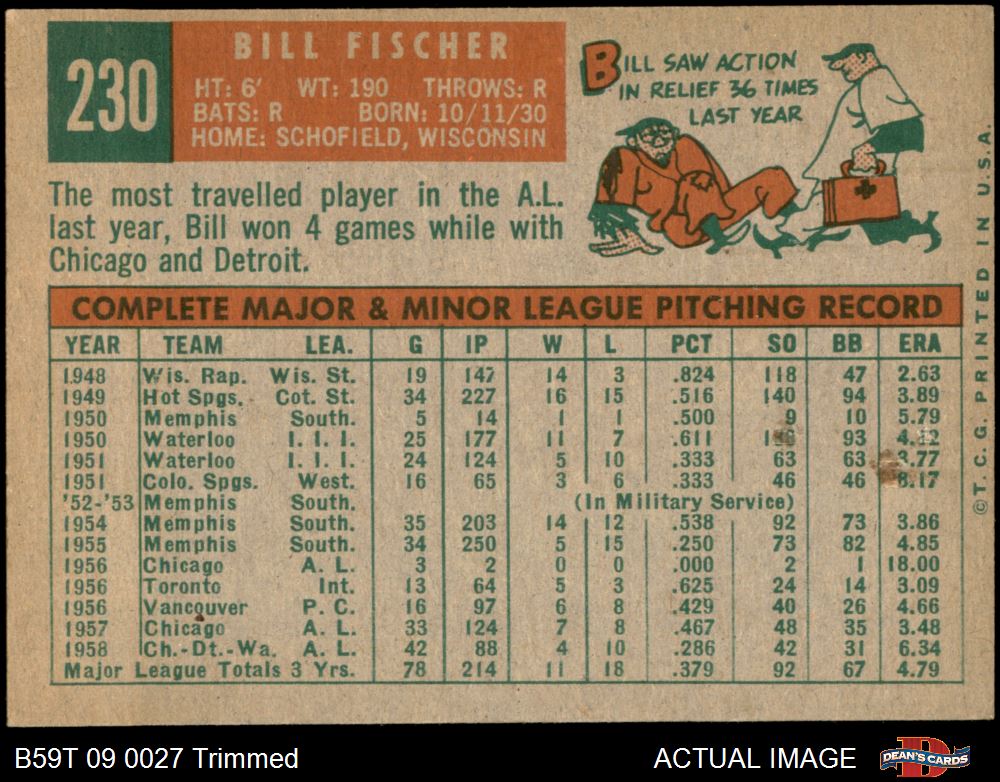 230
BILL FISCHER
HT: 6' WT: 190 THROWS: R
BATS: R BORN: 10/11/30
HOME: SCHOFIELD, WISCONSIN
BILL SAW ACTION
IN RELIEF 36 TIMES
LAST YEAR
The most travelled player in the A.L.
last year, Bill won 4 games while with
Chicago and Detroit.
COMPLETE MAJOR & MINOR LEAGUE PITCHING RECORD
YEAR TEAM LEA. G IP W L PCT SO BB ERA
1948 Wis. Rap. Wis. St. 19 147 14 3 .824 118 47 2.63
1949 Hot Spgs. Cot. St. 34 227 16 15 .516 140 94 3.89
1950 Memphis South. 5 14 1 1 .500 9 10 5.79
1950 Waterloo I. I. I. 25 177 11 7 .611 93
1951 Waterloo I. I. I. 24 124 5 10 .333 63 63 3.77
1951 Colo. Spgs. West. 16 65 3 6 .333 46 46 8.17
'52-'53 Memphis South. (In Military Service)
1954 Memphis South. 35 203 14 12 .538 92 73 3.86
1955 Memphis South. 34 250 5 15 .250 73 82 4.85
1956 Chicago A. L. 3 2 0 0 .000 2 1 18.00
1956 Toronto Int. 13 64 5 3 .625 24 14 3.09
1956 Vancouver P. C. 16 97 6 8 .429 40 26 4.66
1957 Chicago A. L. 33 124 7 8 .467 48 35 3.48
1958 Ch.-Dt.-Wa. A. L. 42 88 4 10 .286 42 31 6.34
Major League Totals 3 Yrs. 78 214 11 18 .379 92 67 4.79
©T.C.G. PRINTED IN U.S.A.
B59T 09 0027 Trimmed
ACTUAL IMAGE
DEAN'S CARDS